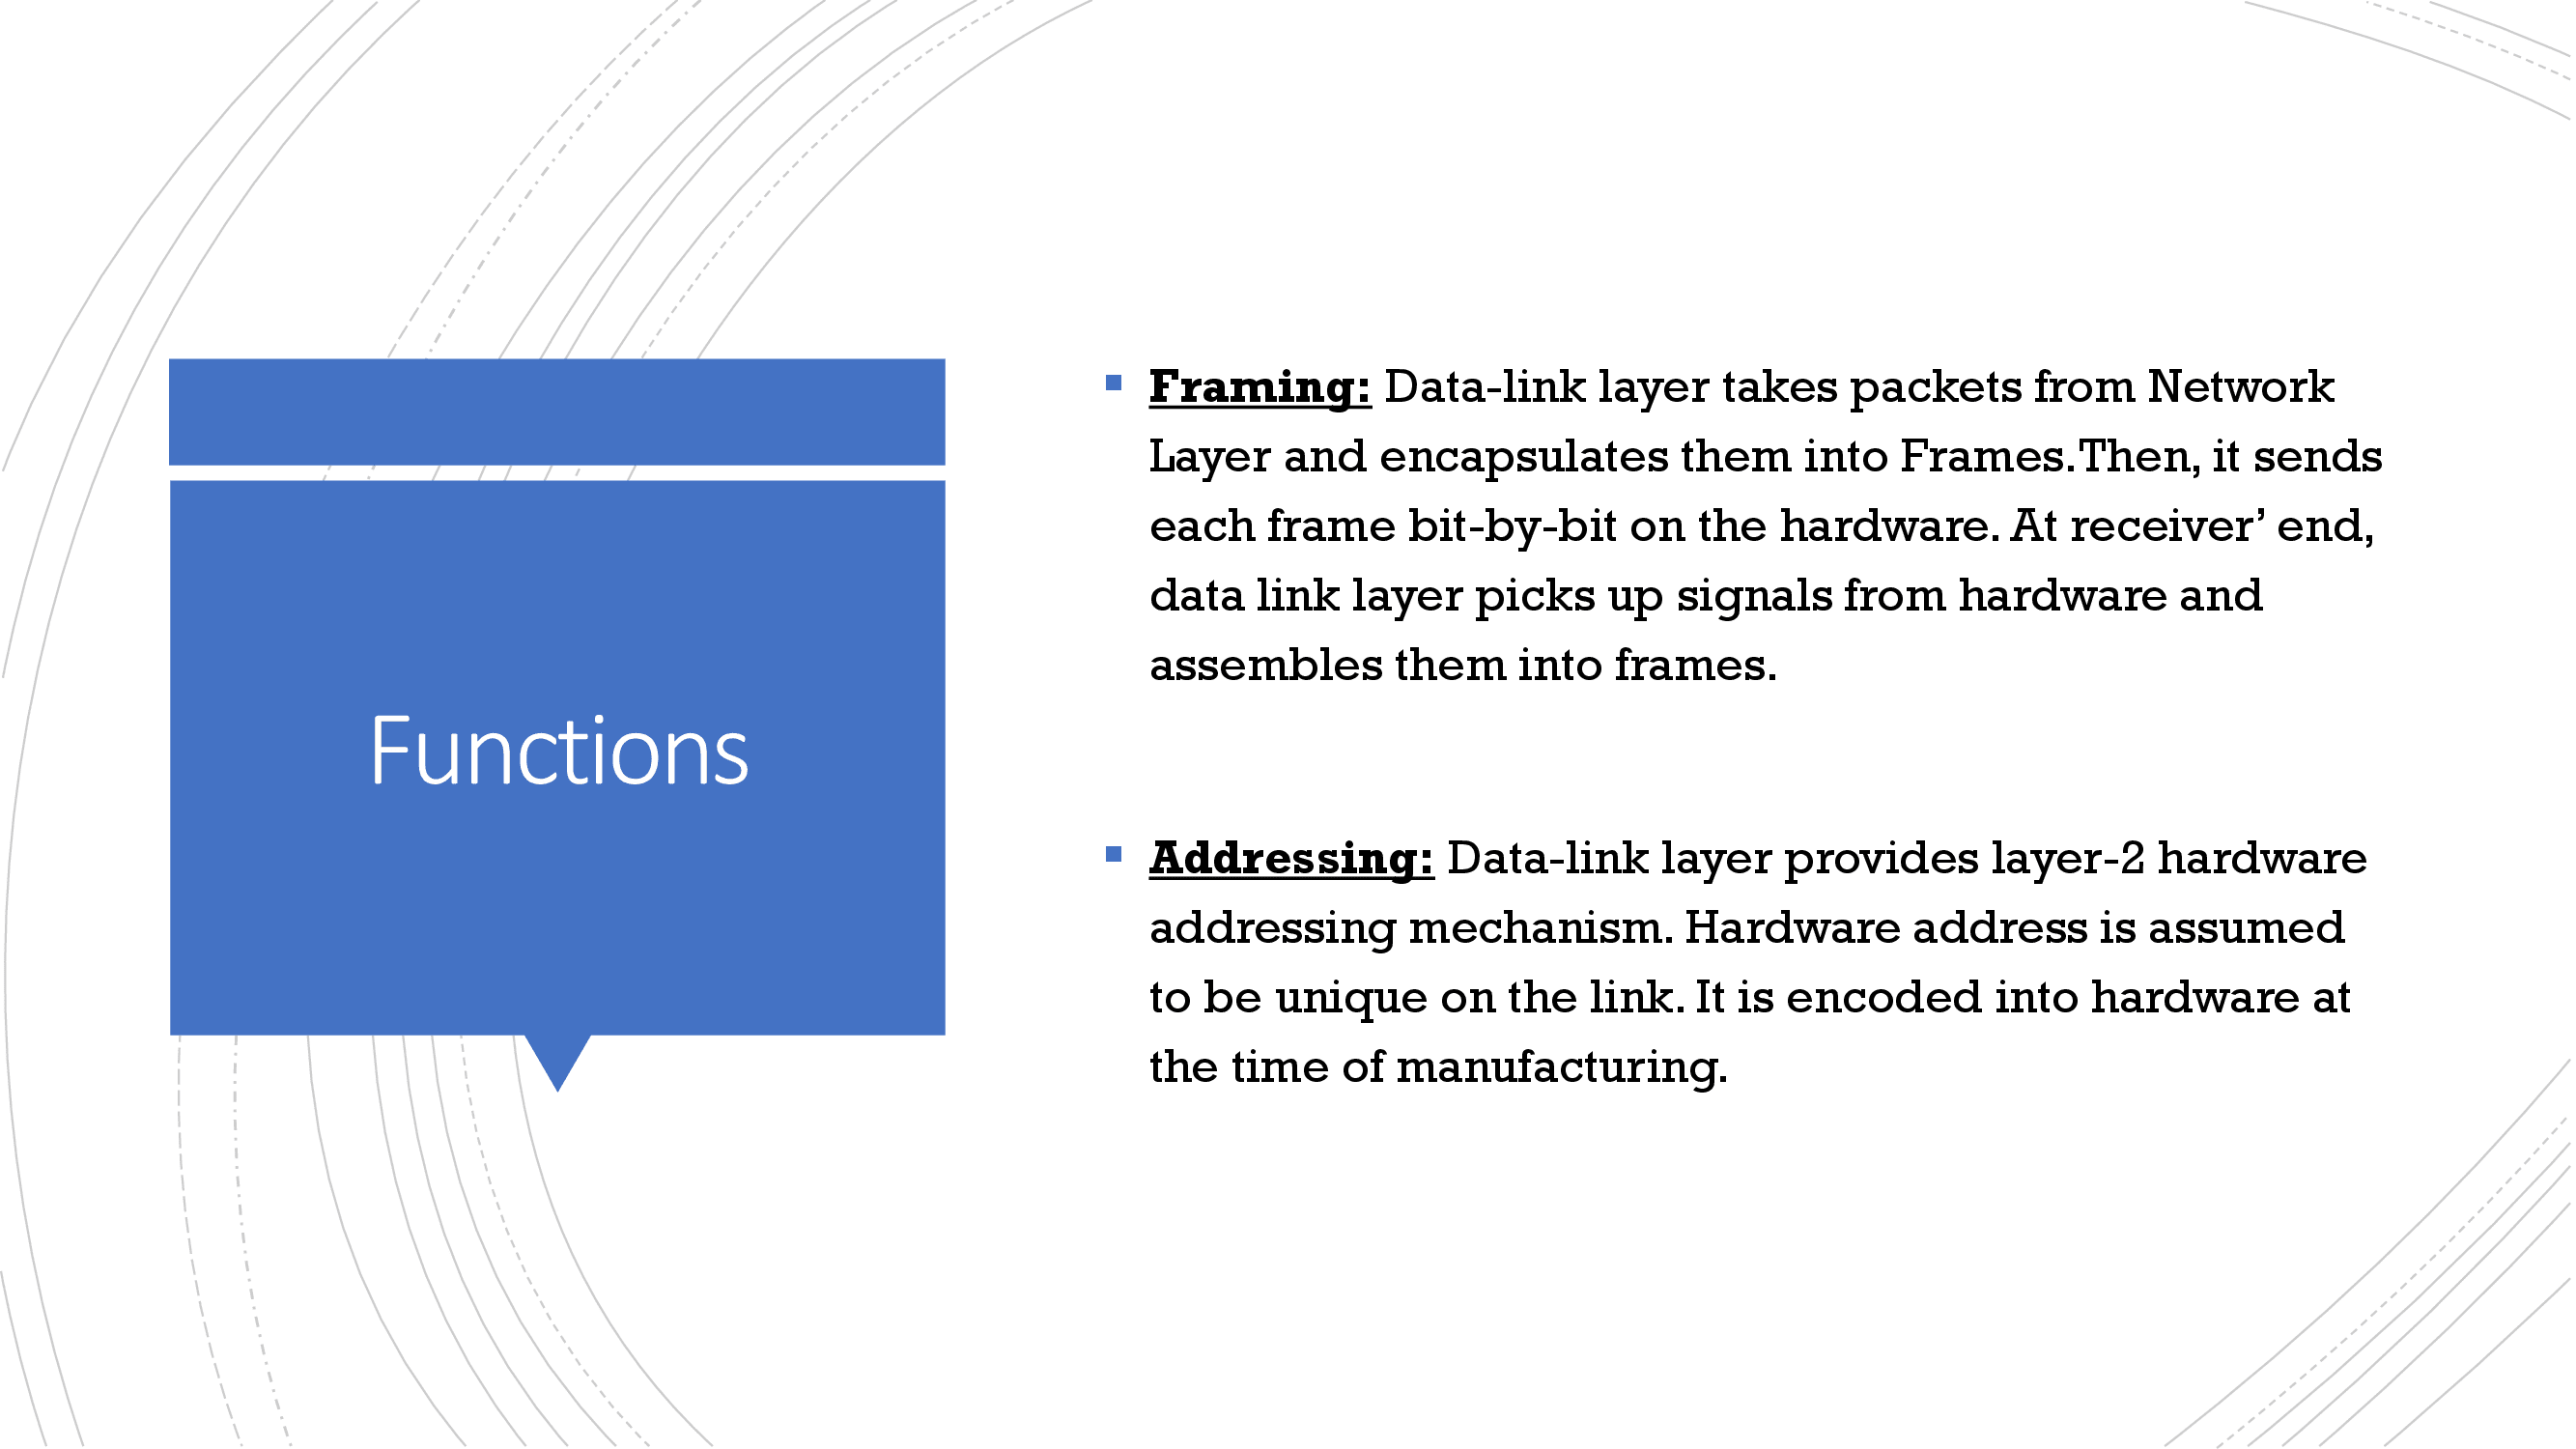 Functions
Framing: Data-link layer takes packets from Network
Layer and encapsulates them into Frames. Then, it sends
each frame bit-by-bit on the hardware. At receiver’ end,
data link layer picks up signals from hardware and
assembles them into frames.
Addressing: Data-link layer provides layer-2 hardware
addressing mechanism. Hardware address is assumed
to be unique on the link. It is encoded into hardware at
the time of manufacturing.